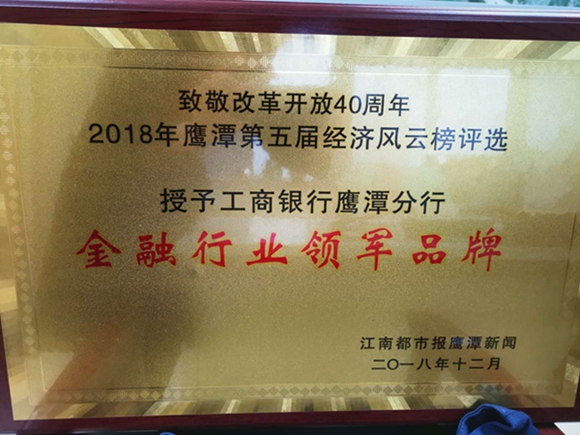 致敬改革开放40周年
2018年鹰潭第五届经济风云榜评选
授予工商银行鹰潭分行
金融行业领军品牌
江南都市报鹰潭新闻
二〇一八年十二月